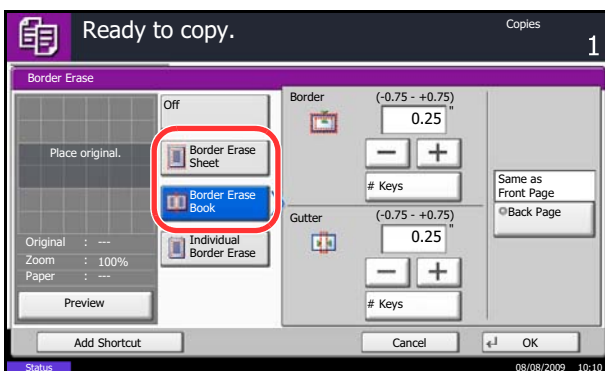 Ready to copy.
Copies
1
Border Erase
Place original.
Original : ---
Zoom : 100%
Paper : ---
Preview
Off
Border Erase
Sheet
Border Erase
Book
Individual
Border Erase
Border
(-0.75 - +0.75)
0.25 "
# Keys
Gutter
(-0.75 - +0.75)
0.25 "
# Keys
Same as
Front Page
Back Page
Add Shortcut
Cancel
OK
Status
08/08/2009 10:10